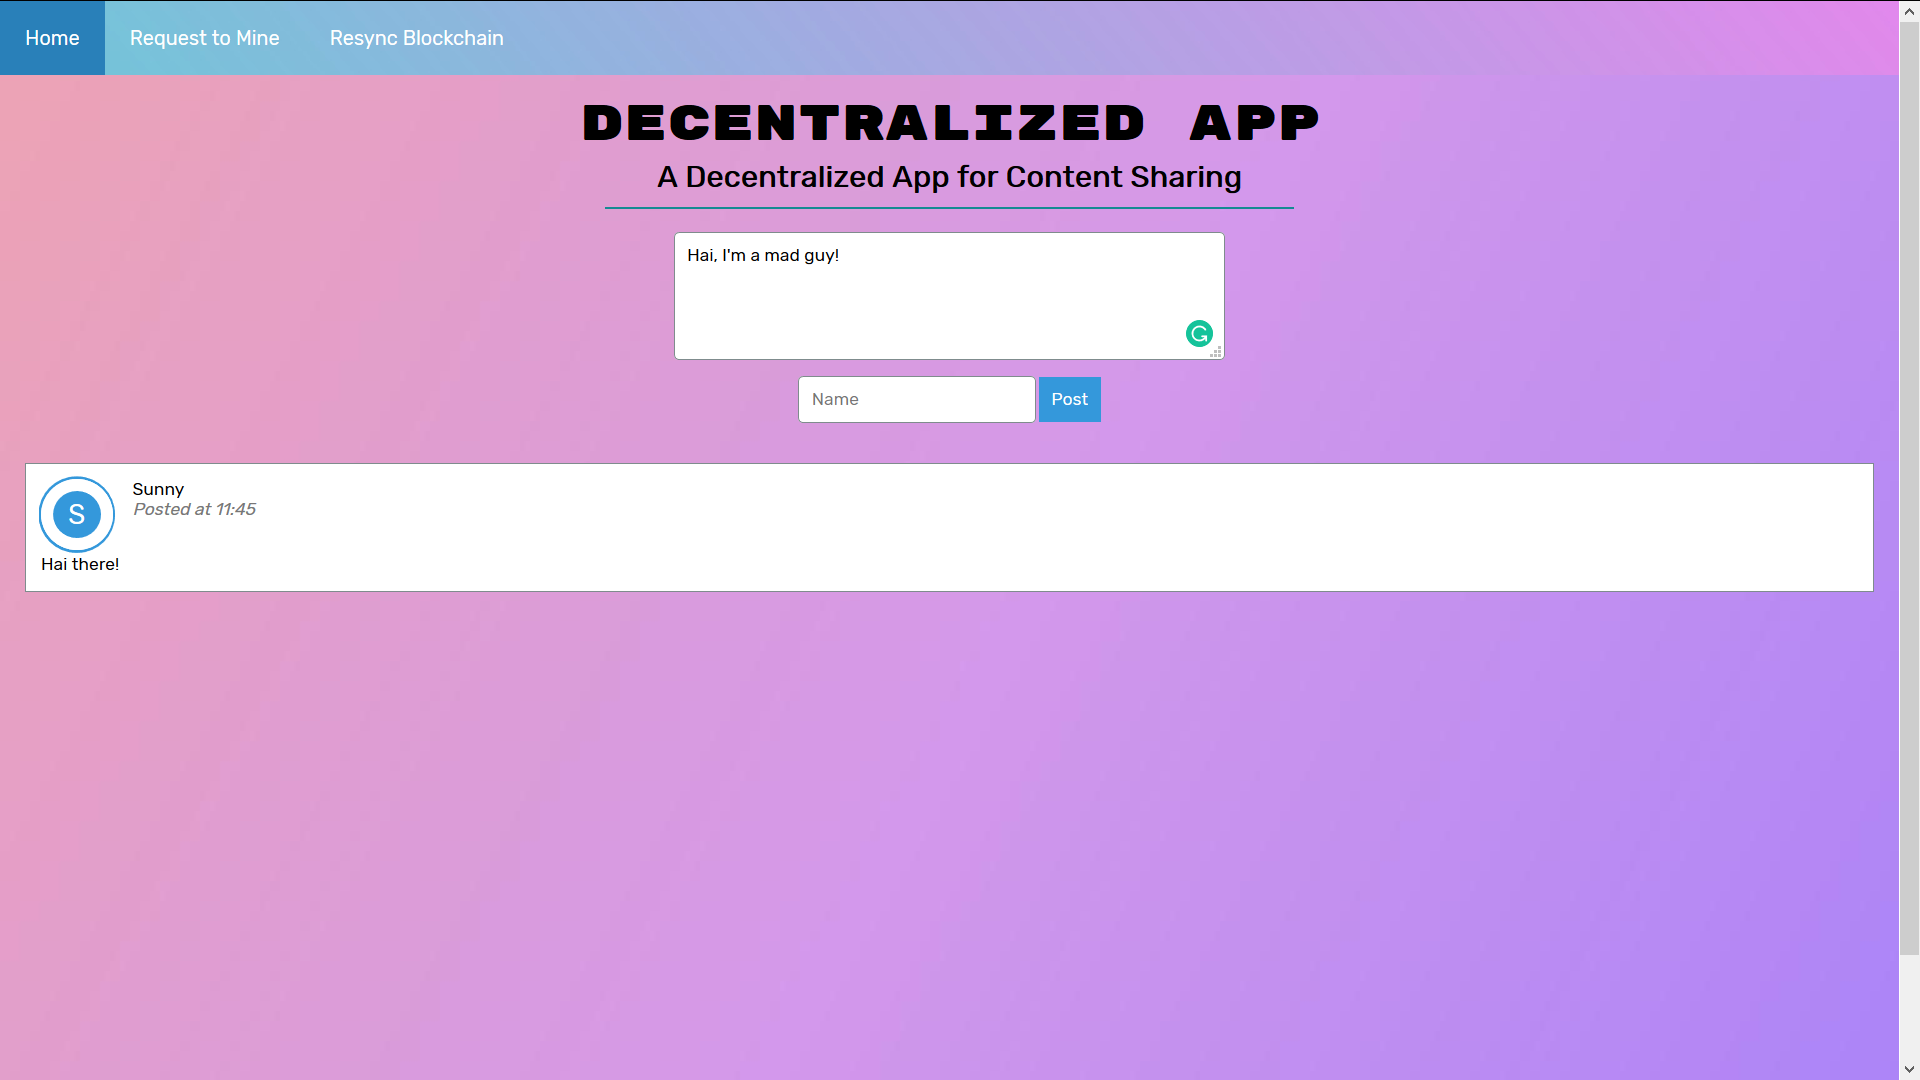 Home
Request to Mine
Resync Blockchain
DECENTRALIZED APP
A Decentralized App for Content Sharing
Hai, I'm a mad guy!
Name
Post
S
Sunny
Posted at 11:45
Hai there!